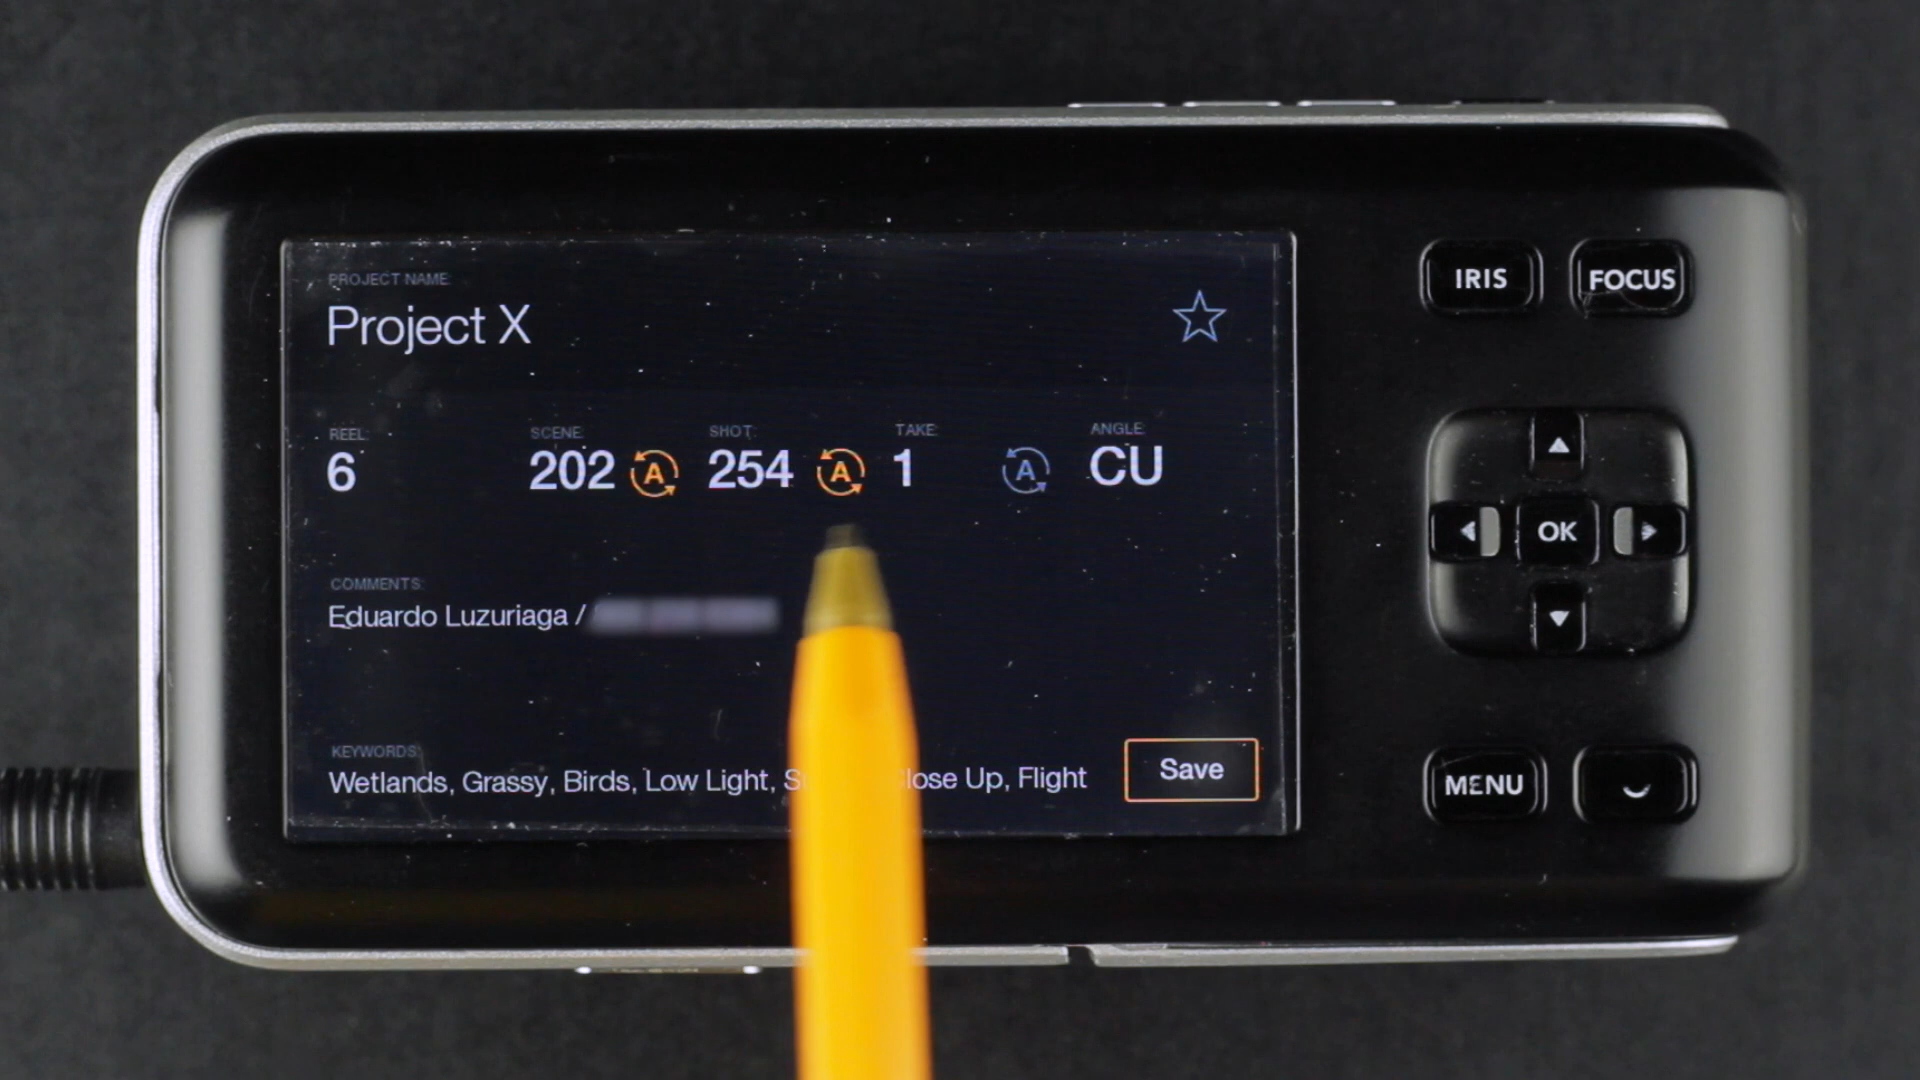 PROJECT NAME:
Project X
REEL: SCENE: SHOT: TAKE: ANGLE:
6 202 A 254 A 1 A CU
COMMENTS:
Eduardo Luzuriaga /
KEYWORDS:
Wetlands, Grassy, Birds, Low Light, Close Up, Flight
Save
IRIS FOCUS
OK
MENU